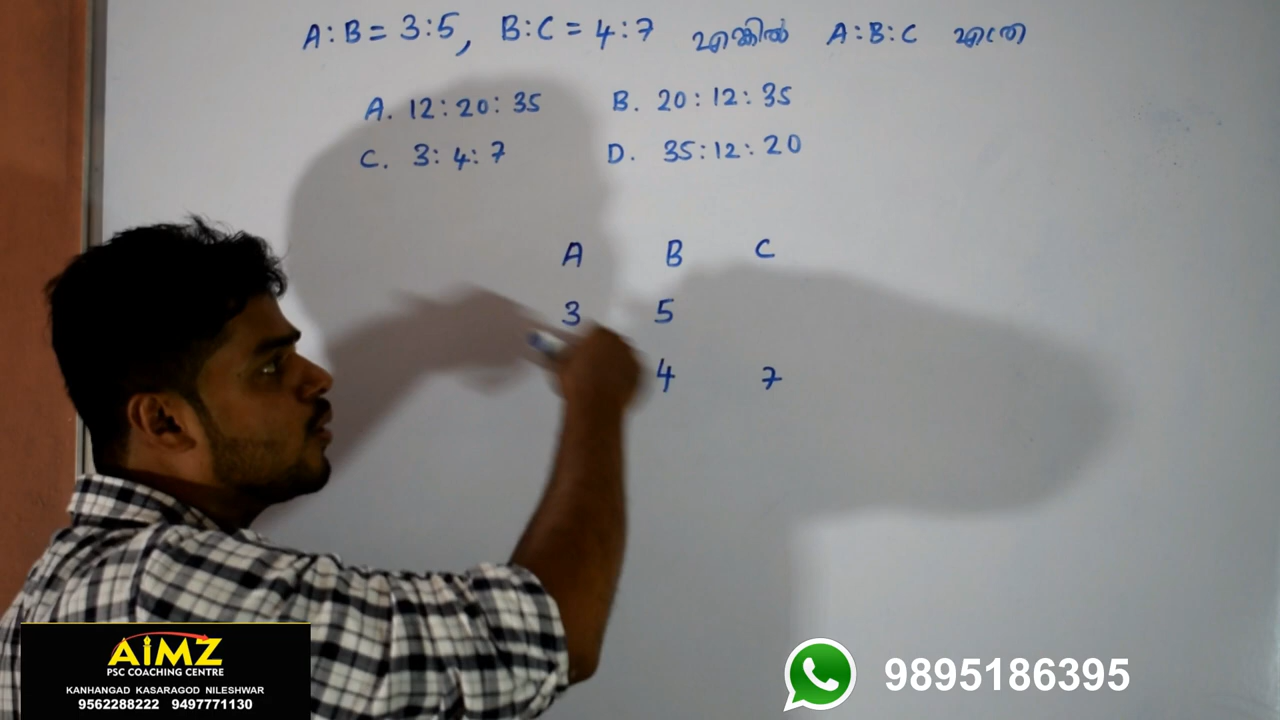 A:B = 3:5, B:C = 4:7 എങ്കിൽ A:B:C എത്ര
A. 12:20:35 B. 20:12:35
C. 3:4:7 D. 35:12:20
A B C
3 5
4 7
AIMZ
PSC COACHING CENTRE
KANHANGAD KASARAGOD NILESHWAR
9562288222 9497771130
9895186395